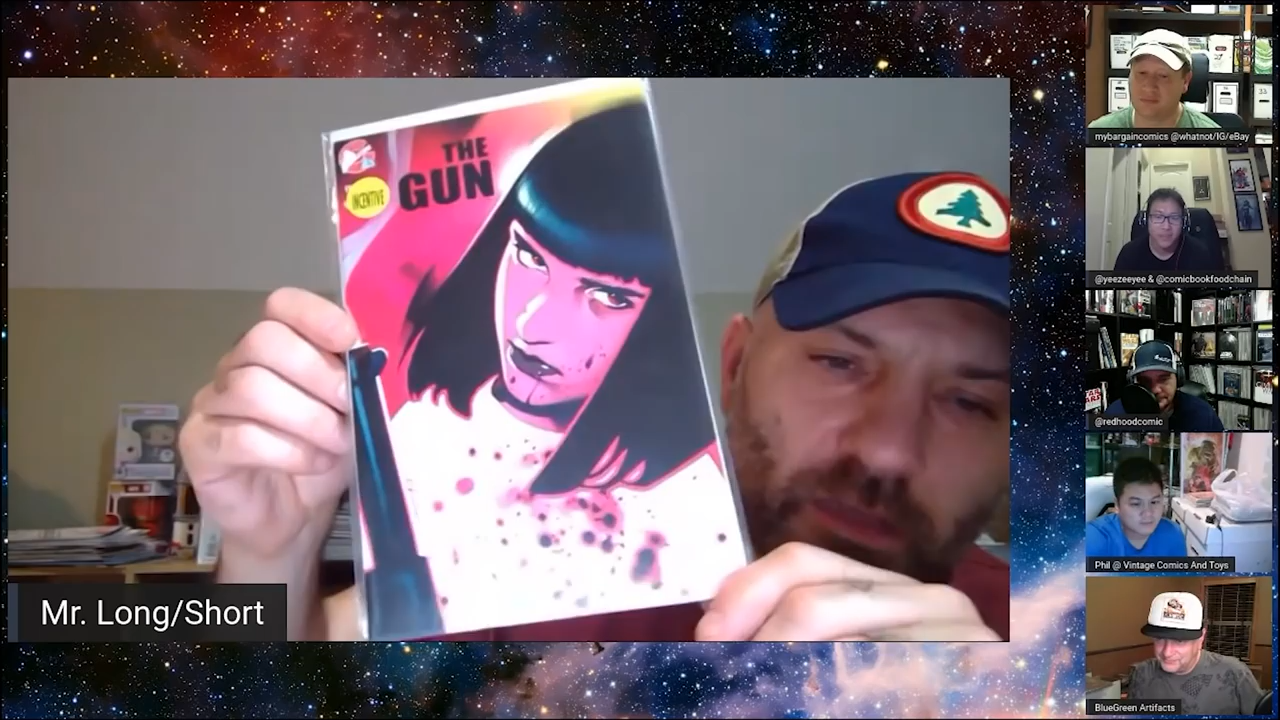 THE
GUN
INCENTIVE
Mr. Long/Short
mybargaincomics @whatnot/IG/eBay
@yeezeeyee & @comicbookfoodchain
@redhoodcomic
Phil @ Vintage Comics And Toys
BlueGreen Artifacts